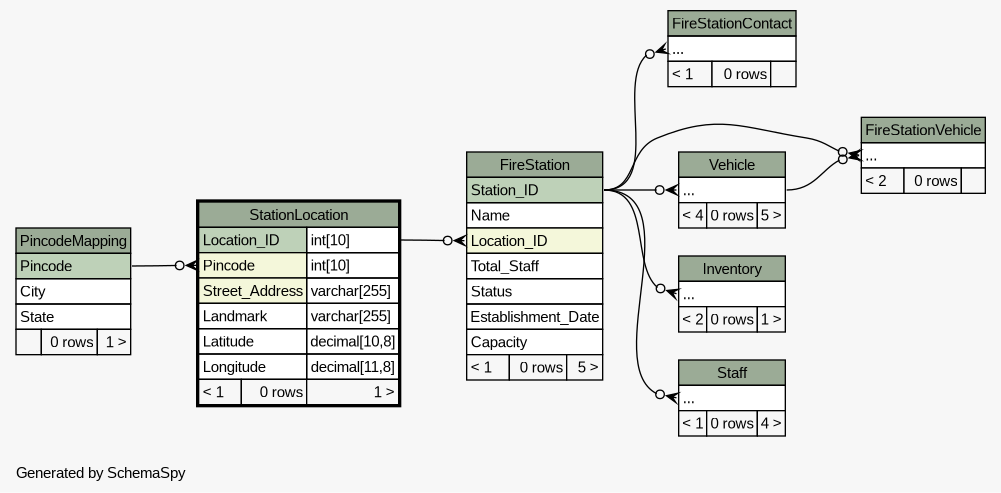 FireStationContact
...
< 1 0 rows
FireStationVehicle
...
< 2 0 rows
FireStation
Station_ID
Name
Location_ID
Total_Staff
Status
Establishment_Date
Capacity
< 1 0 rows 5 >
Vehicle
...
< 4 0 rows 5 >
StationLocation
Location_ID int[10]
Pincode int[10]
Street_Address varchar[255]
Landmark varchar[255]
Latitude decimal[10,8]
Longitude decimal[11,8]
< 1 0 rows 1 >
PincodeMapping
Pincode
City
State
0 rows 1 >
Inventory
...
< 2 0 rows 1 >
Staff
...
< 1 0 rows 4 >
Generated by SchemaSpy